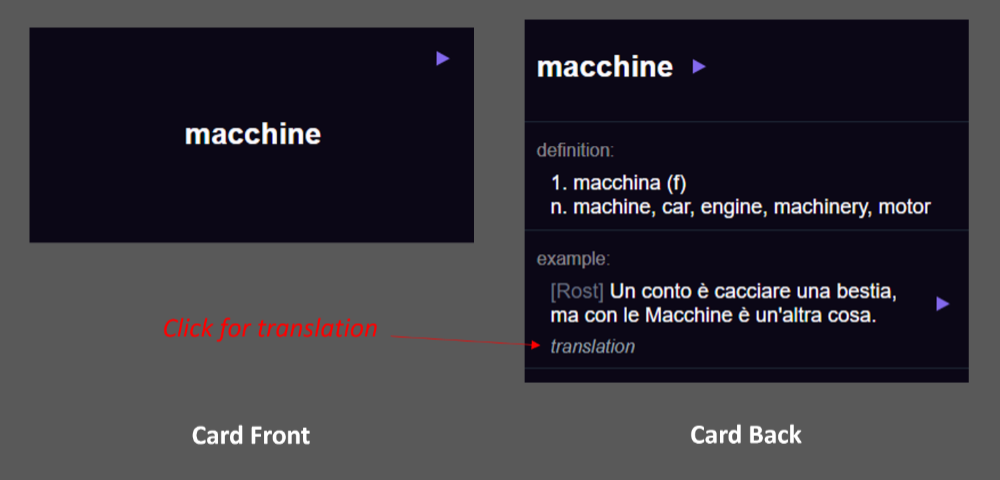 macchine
Click for translation
Card Front
macchine
definition:
1. macchina (f)
n. machine, car, engine, machinery, motor
example:
[Rost] Un conto è cacciare una bestia,
ma con le Macchine è un'altra cosa.
translation
Card Back